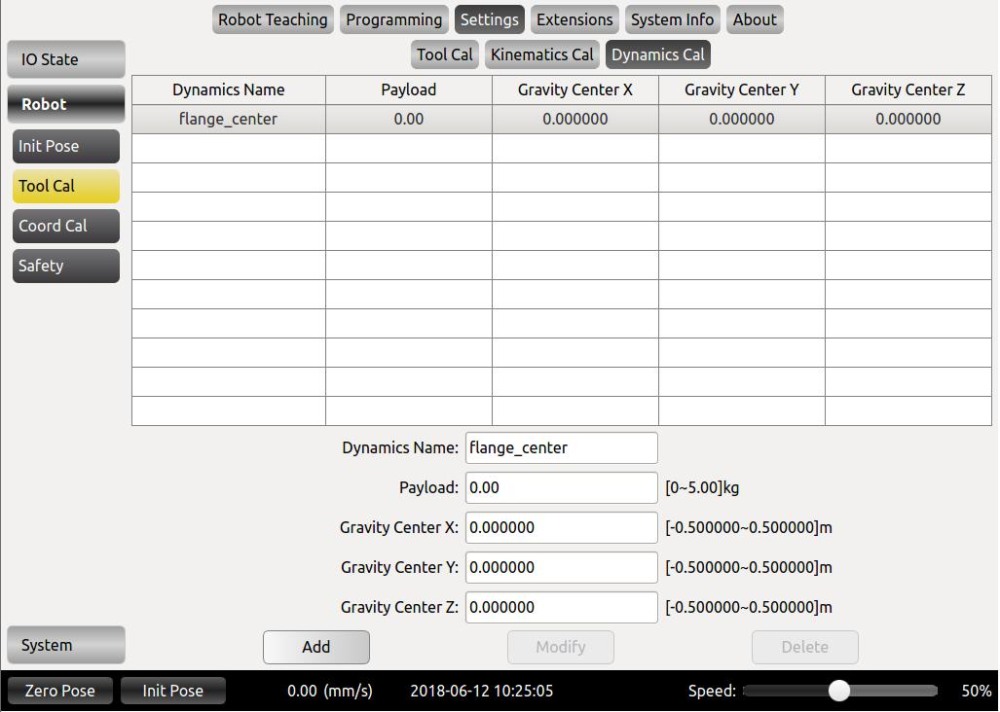 Robot Teaching Programming Settings Extensions System Info About
Tool Cal Kinematics Cal Dynamics Cal
IO State
Robot
Init Pose
Tool Cal
Coord Cal
Safety
System
Dynamics Name Payload Gravity Center X Gravity Center Y Gravity Center Z
flange_center 0.00 0.000000 0.000000 0.000000
Dynamics Name: flange_center
Payload: 0.00 [0~5.00]kg
Gravity Center X: 0.000000 [-0.500000~0.500000]m
Gravity Center Y: 0.000000 [-0.500000~0.500000]m
Gravity Center Z: 0.000000 [-0.500000~0.500000]m
Add Modify Delete
Zero Pose Init Pose 0.00 (mm/s) 2018-06-12 10:25:05 Speed: 50%